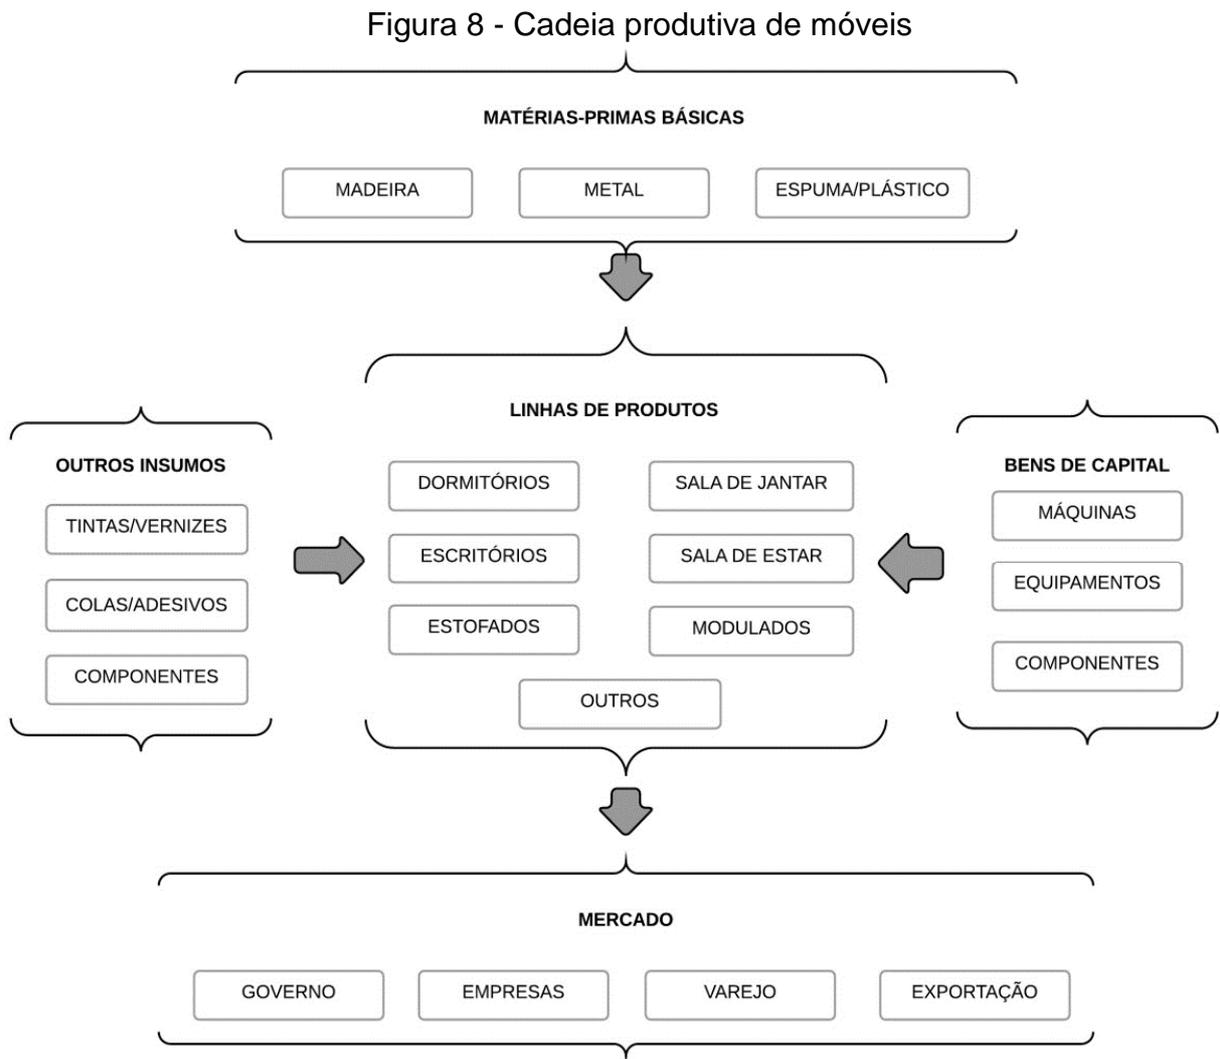 Figura 8 - Cadeia produtiva de móveis
MATÉRIAS-PRIMAS BÁSICAS
MADEIRA
METAL
ESPUMA/PLÁSTICO
LINHAS DE PRODUTOS
DORMITÓRIOS
SALA DE JANTAR
ESCRITÓRIOS
SALA DE ESTAR
ESTOFADOS
MODULADOS
OUTROS
OUTROS INSUMOS
TINTAS/VERNIZES
COLAS/ADESIVOS
COMPONENTES
BENS DE CAPITAL
MÁQUINAS
EQUIPAMENTOS
COMPONENTES
MERCADO
GOVERNO
EMPRESAS
VAREJO
EXPORTAÇÃO